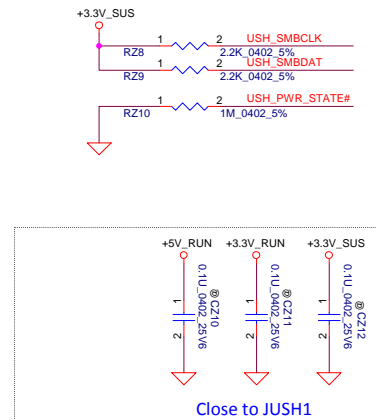 +3.3V_SUS
1 2 USH_SMBCLK
RZ8 2.2K_0402_5%
1 2 USH_SMBDAT
RZ9 2.2K_0402_5%
1 2 USH_PWR_STATE#
RZ10 1M_0402_5%
+5V_RUN +3.3V_RUN +3.3V_SUS
1 2 0.1U_0402_25V6 @CZ10
1 2 0.1U_0402_25V6 @CZ11
1 2 0.1U_0402_25V6 @CZ12
Close to JUSH1